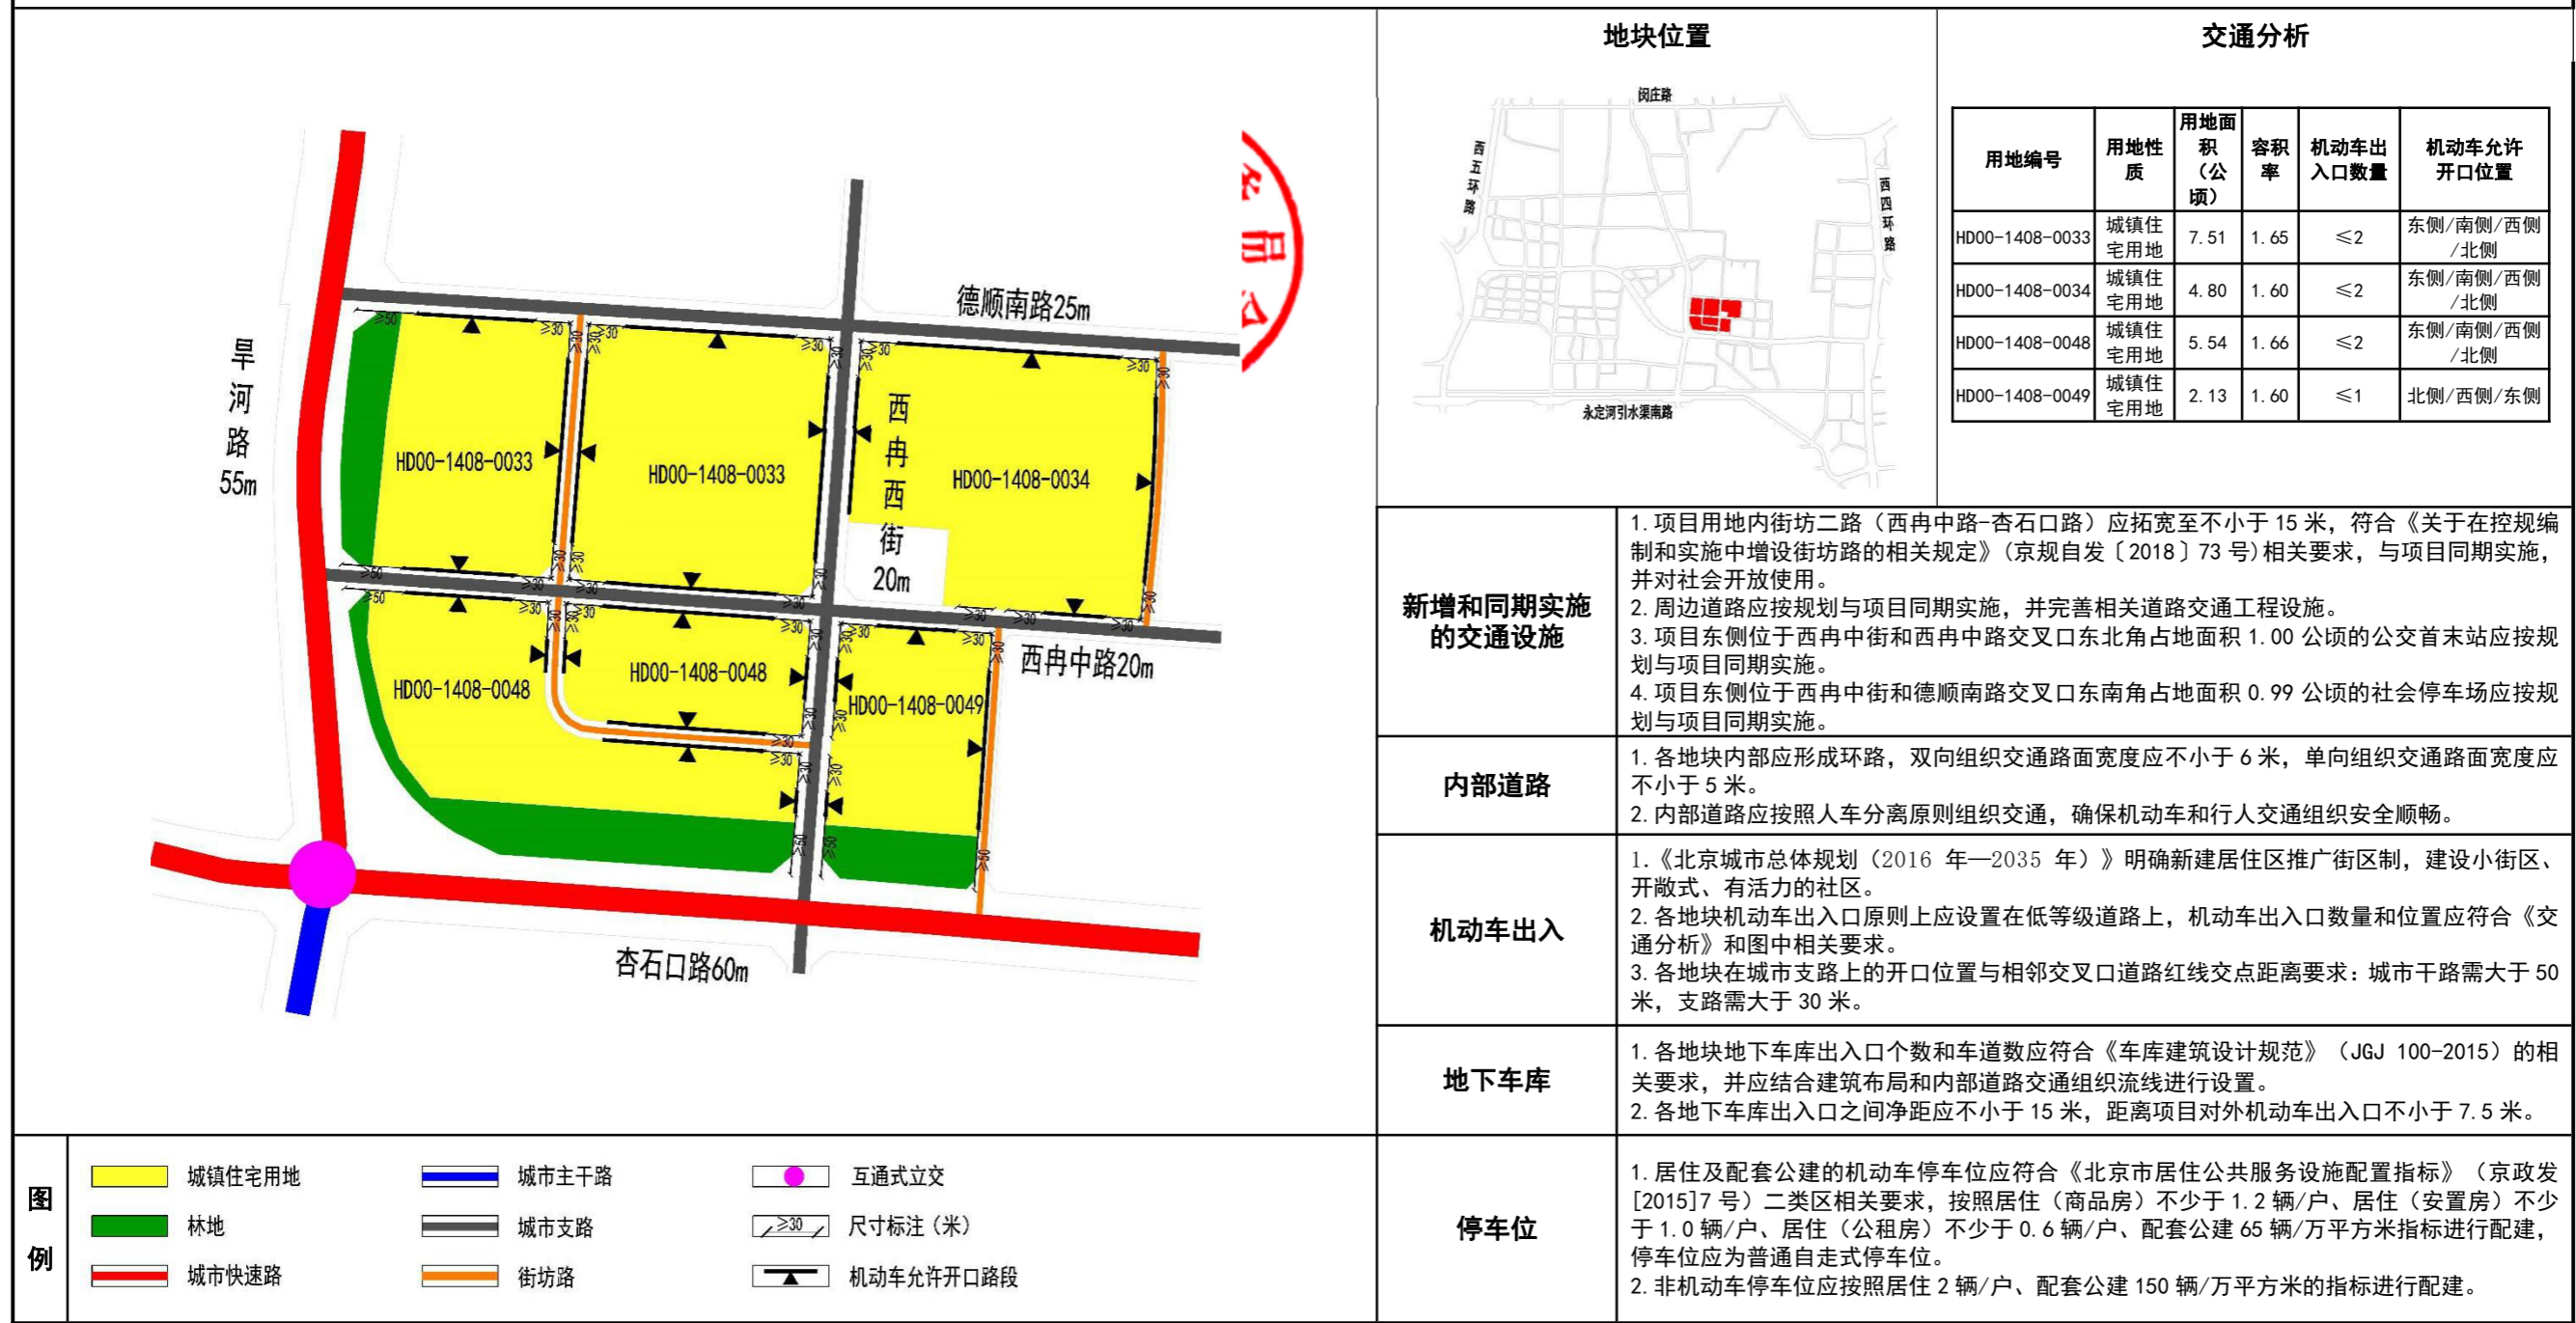 旱
河
路
55m
德顺南路25m
西
冉
西
街
20m
西冉中路20m
杏石口路60m
HD00-1408-0033
HD00-1408-0033
HD00-1408-0034
HD00-1408-0048
HD00-1408-0048
HD00-1408-0049
地块位置
闵庄路
西五环路
西四环路
永定河引水渠南路
交通分析
用地编号 用地性质 用地面积（公顷） 容积率 机动车出入口数量 机动车允许开口位置
HD00-1408-0033 城镇住宅用地 7.51 1.65 ≤2 东侧/南侧/西侧/北侧
HD00-1408-0034 城镇住宅用地 4.80 1.60 ≤2 东侧/南侧/西侧/北侧
HD00-1408-0048 城镇住宅用地 5.54 1.66 ≤2 东侧/南侧/西侧/北侧
HD00-1408-0049 城镇住宅用地 2.13 1.60 ≤1 北侧/西侧/东侧
新增和同期实施
的交通设施
1.项目用地内街坊二路（西冉中路-杏石口路）应拓宽至不小于15米，符合《关于在控规编
制和实施中增设街坊路的相关规定》（京规自发〔2018〕73号)相关要求，与项目同期实施，
并对社会开放使用。
2.周边道路应按规划与项目同期实施，并完善相关道路交通工程设施。
3.项目东侧位于西冉中街和西冉中路交叉口东北角占地面积1.00公顷的公交首末站应按规
划与项目同期实施。
4.项目东侧位于西冉中街和德顺南路交叉口东南角占地面积0.99公顷的社会停车场应按规
划与项目同期实施。
内部道路
1.各地块内部应形成环路，双向组织交通路面宽度应不小于6米，单向组织交通路面宽度应
不小于5米。
2.内部道路应按照人车分离原则组织交通，确保机动车和行人交通组织安全顺畅。
机动车出入
1.《北京城市总体规划（2016 年—2035 年）》明确新建居住区推广街区制，建设小街区、
开敞式、有活力的社区。
2.各地块机动车出入口原则上应设置在低等级道路上，机动车出入口数量和位置应符合《交
通分析》和图中相关要求。
3.各地块在城市支路上的开口位置与相邻交叉口道路红线交点距离要求：城市干路需大于50
米，支路需大于30米。
地下车库
1.各地块地下车库出入口个数和车道数应符合《车库建筑设计规范》（JGJ 100-2015）的相
关要求，并应结合建筑布局和内部道路交通组织流线进行设置。
2.各地下车库出入口之间净距应不小于15米，距离项目对外机动车出入口不小于7.5米。
停车位
1.居住及配套公建的机动车停车位应符合《北京市居住公共服务设施配置指标》（京政发
[2015]7号）二类区相关要求，按照居住（商品房）不少于1.2辆/户、居住（安置房）不少
于1.0辆/户、居住（公租房）不少于0.6辆/户、配套公建65辆/万平方米指标进行配建，
停车位应为普通自走式停车位。
2.非机动车停车位应按照居住2辆/户、配套公建150辆/万平方米的指标进行配建。
图
例
城镇住宅用地
林地
城市快速路
城市主干路
城市支路
街坊路
互通式立交
≥30 尺寸标注（米）
机动车允许开口路段